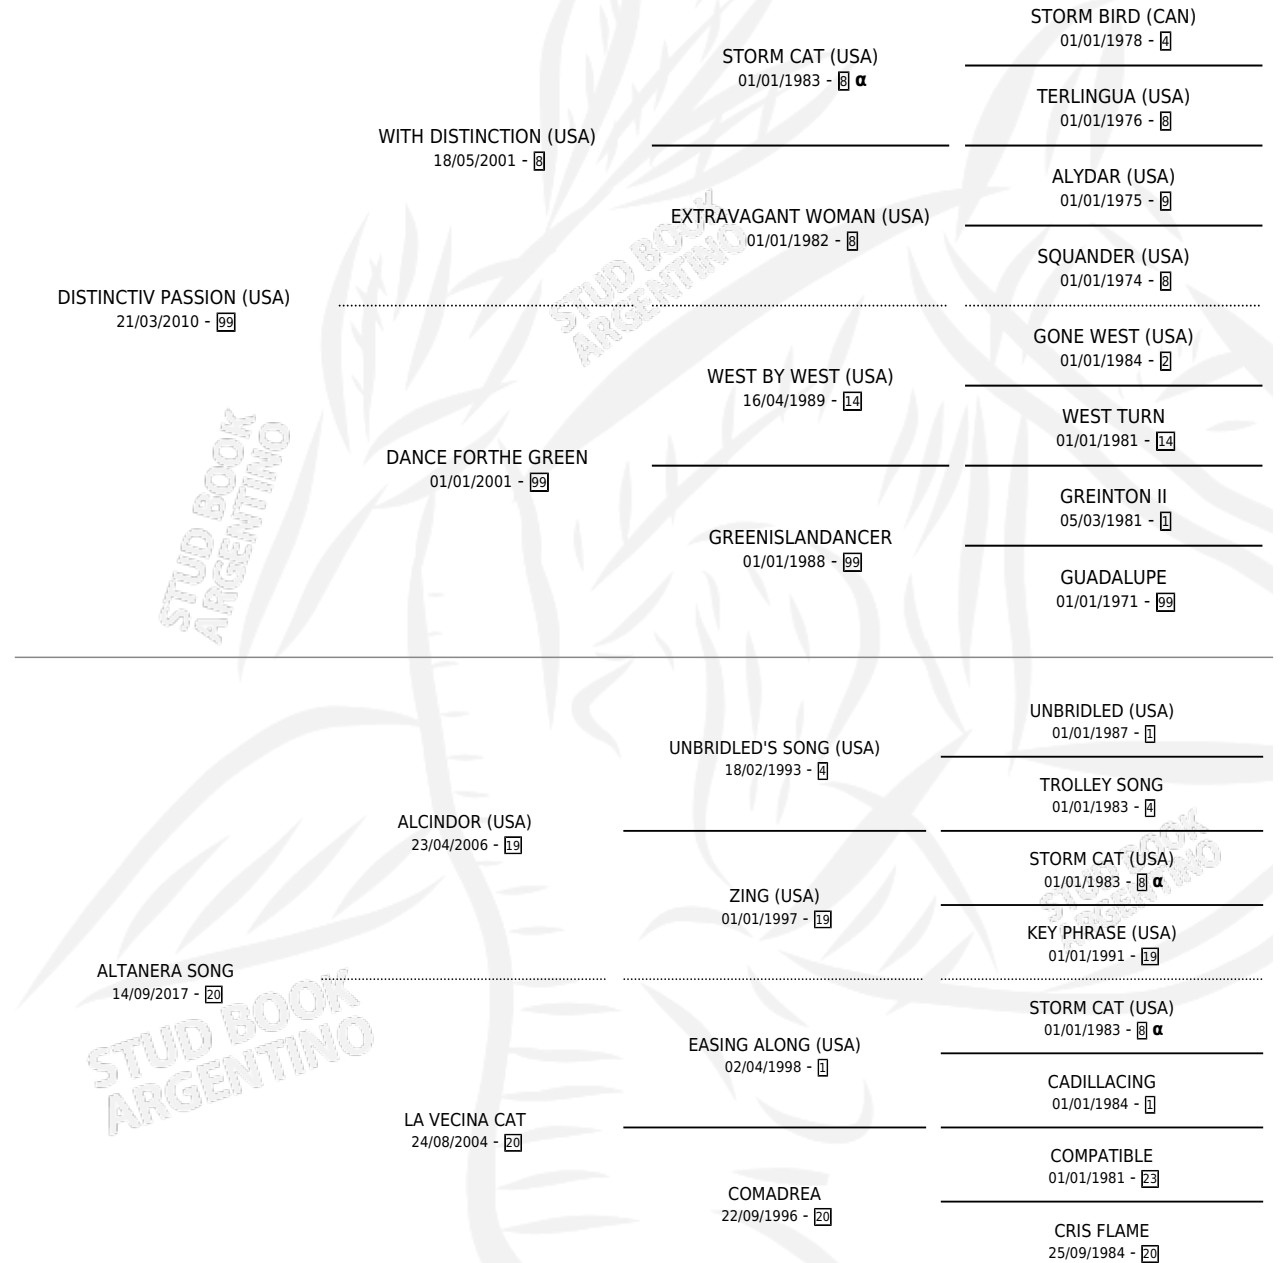 STORM BIRD (CAN)
01/01/1978 - 4
STORM CAT (USA)
01/01/1983 - 8 α
TERLINGUA (USA)
01/01/1976 - 8
WITH DISTINCTION (USA)
18/05/2001 - 8
ALYDAR (USA)
01/01/1975 - 9
EXTRAVAGANT WOMAN (USA)
01/01/1982 - 8
SQUANDER (USA)
01/01/1974 - 8
DISTINCTIV PASSION (USA)
21/03/2010 - 99
GONE WEST (USA)
01/01/1984 - 2
WEST BY WEST (USA)
16/04/1989 - 14
WEST TURN
01/01/1981 - 14
DANCE FORTHE GREEN
01/01/2001 - 99
GREINTON II
05/03/1981 - 1
GREENISLANDANCER
01/01/1988 - 99
GUADALUPE
01/01/1971 - 99
UNBRIDLED (USA)
01/01/1987 - 1
UNBRIDLED'S SONG (USA)
18/02/1993 - 4
TROLLEY SONG
01/01/1983 - 4
ALCINDOR (USA)
23/04/2006 - 19
STORM CAT (USA)
01/01/1983 - 8 α
ZING (USA)
01/01/1997 - 19
KEY PHRASE (USA)
01/01/1991 - 19
ALTANERA SONG
14/09/2017 - 20
STORM CAT (USA)
01/01/1983 - 8 α
EASING ALONG (USA)
02/04/1998 - 1
CADILLACING
01/01/1984 - 1
LA VECINA CAT
24/08/2004 - 20
COMPATIBLE
01/01/1981 - 23
COMADREA
22/09/1996 - 20
CRIS FLAME
25/09/1984 - 20
STUD BOOK
ARGENTINO
STUD BOOK
ARGENTINO
STUD BOOK
ARGENTINO
STUD BOOK
ARGENTINO